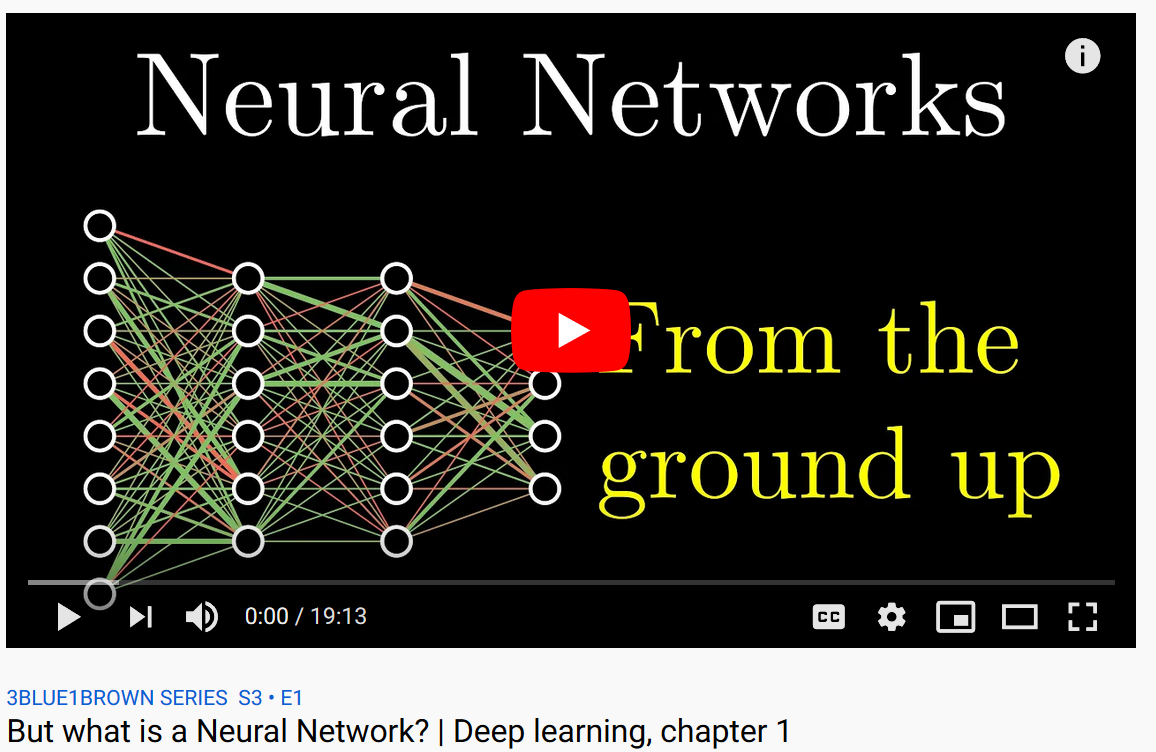 Neural Networks
i
From the
ground up
0:00 / 19:13
CC
3BLUE1BROWN SERIES S3 • E1
But what is a Neural Network? | Deep learning, chapter 1